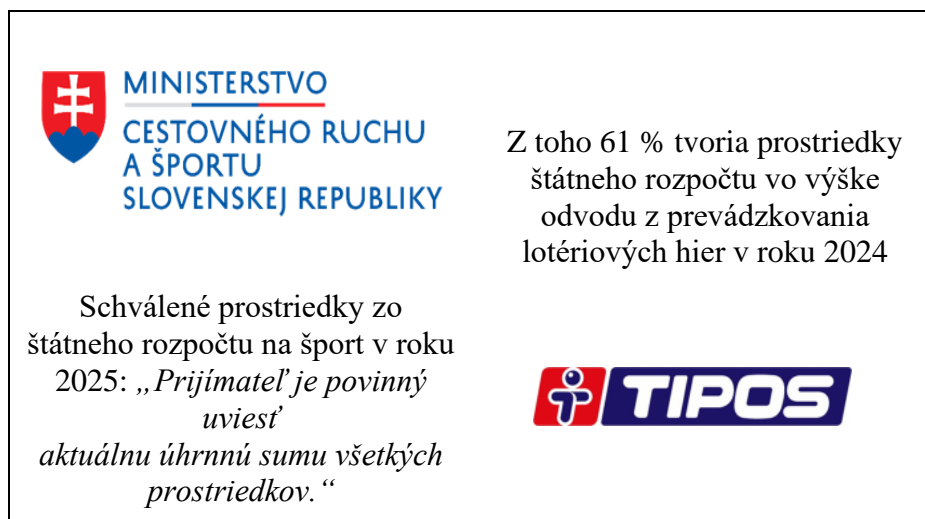 MINISTERSTVO
CESTOVNÉHO RUCHU
A ŠPORTU
SLOVENSKEJ REPUBLIKY
Schválené prostriedky zo
štátneho rozpočtu na šport v roku
2025: „Prijímateľ je povinný
uviesť
aktuálnu úhrnnú sumu všetkých
prostriedkov.“
Z toho 61 % tvoria prostriedky
štátneho rozpočtu vo výške
odvodu z prevádzkovania
lotériových hier v roku 2024
TIPOS